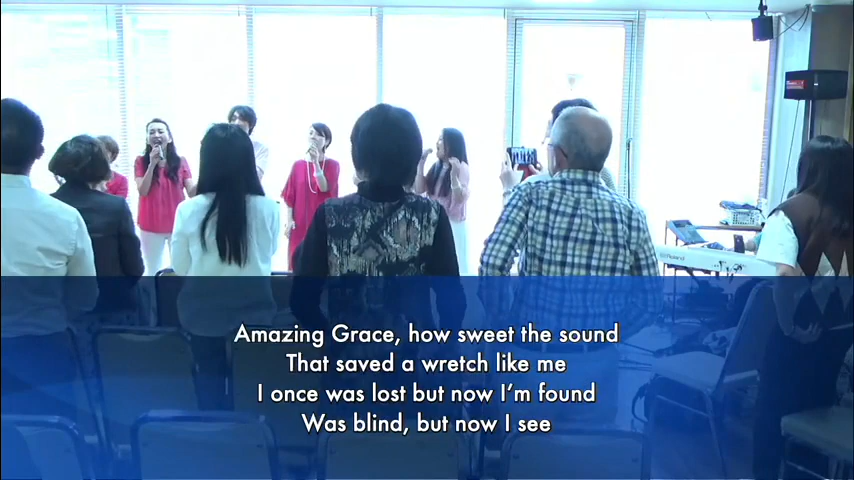 Amazing Grace, how sweet the sound
That saved a wretch like me
I once was lost but now I'm found
Was blind, but now I see
Roland